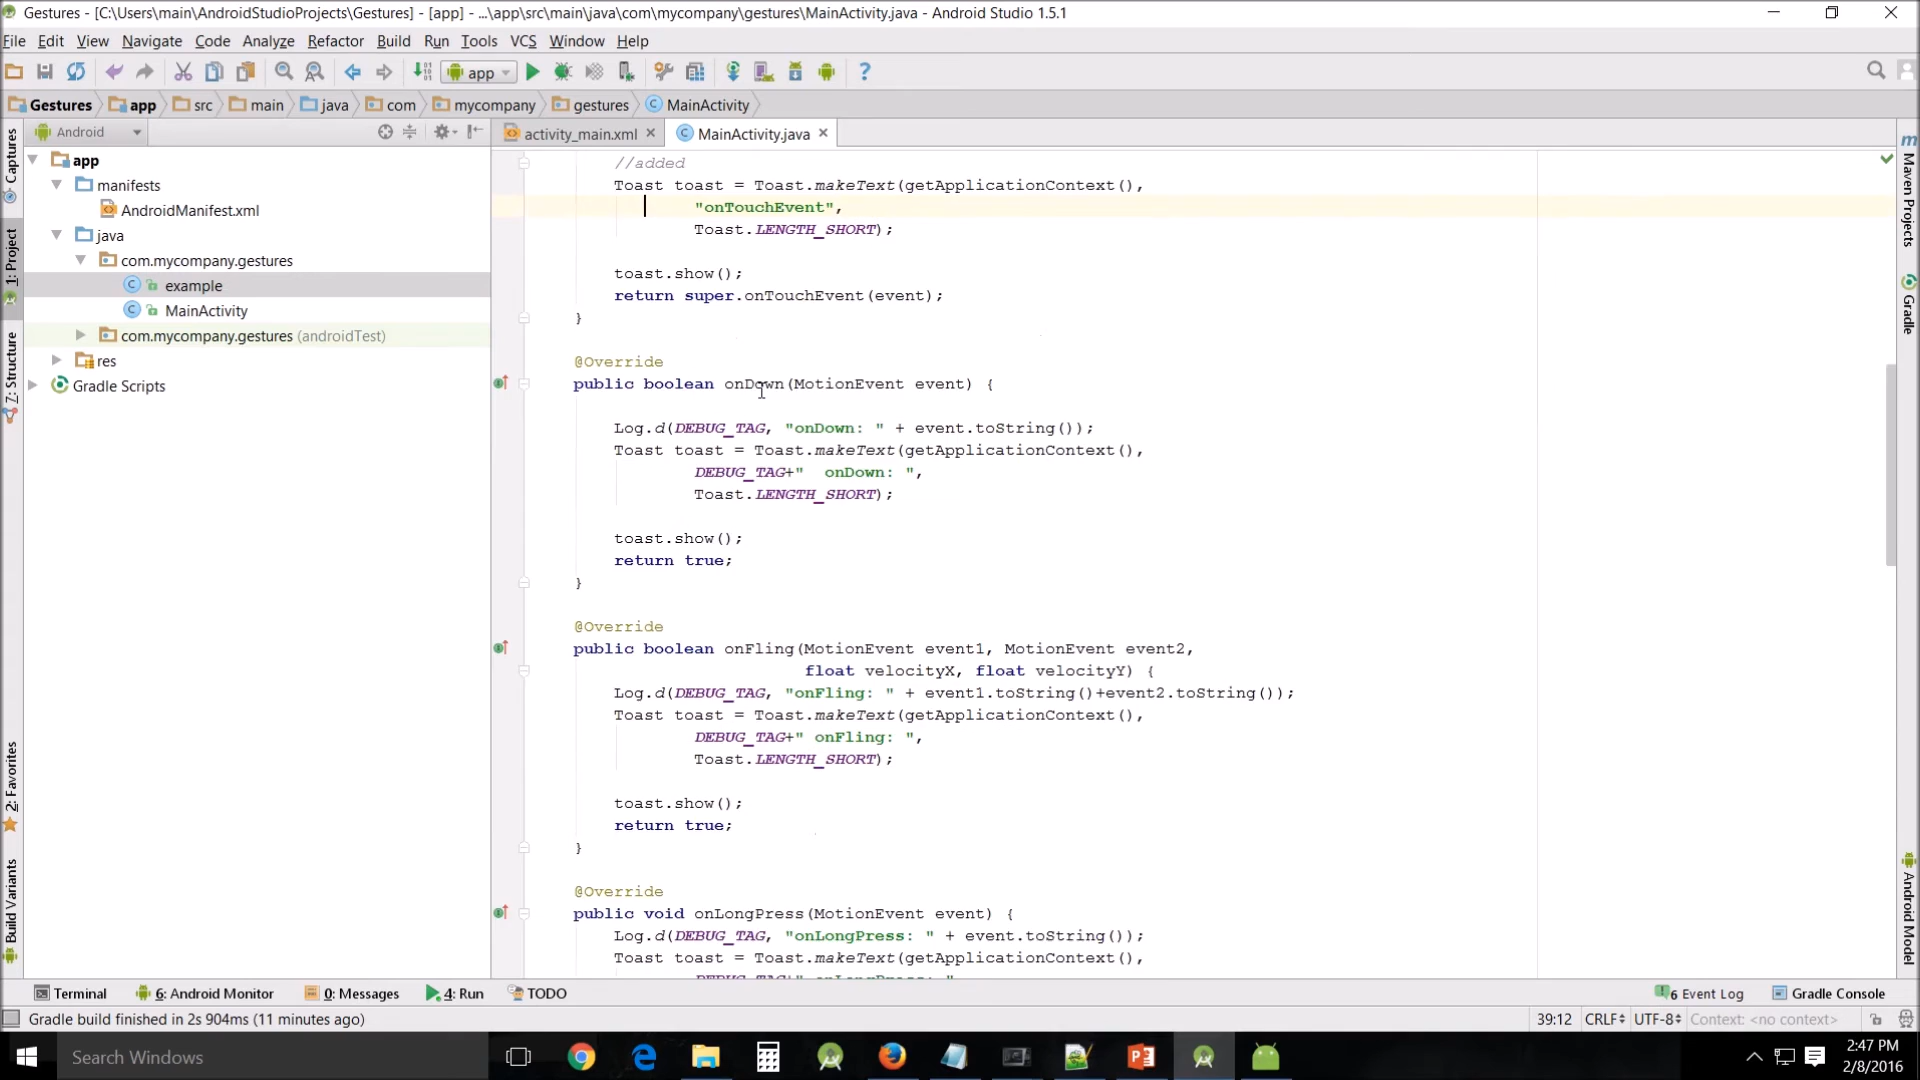 Gestures - [C:\Users\main\AndroidStudioProjects\Gestures] - [app] - ...\app\src\main\java\com\mycompany\gestures\MainActivity.java - Android Studio 1.5.1
File Edit View Navigate Code Analyze Refactor Build Run Tools VCS Window Help
app
Gestures app src main java com mycompany gestures MainActivity
Android
activity_main.xml MainActivity.java
Captures
1: Project
Z: Structure
2: Favorites
Build Variants
app
manifests
AndroidManifest.xml
java
com.mycompany.gestures
example
MainActivity
com.mycompany.gestures (androidTest)
res
Gradle Scripts
//added
Toast toast = Toast.makeText(getApplicationContext(),
"onTouchEvent",
Toast.LENGTH_SHORT);
toast.show();
return super.onTouchEvent(event);
}
@Override
public boolean onDown(MotionEvent event) {
Log.d(DEBUG_TAG, "onDown: " + event.toString());
Toast toast = Toast.makeText(getApplicationContext(),
DEBUG_TAG+"  onDown: ",
Toast.LENGTH_SHORT);
toast.show();
return true;
}
@Override
public boolean onFling(MotionEvent event1, MotionEvent event2,
float velocityX, float velocityY) {
Log.d(DEBUG_TAG, "onFling: " + event1.toString()+event2.toString());
Toast toast = Toast.makeText(getApplicationContext(),
DEBUG_TAG+" onFling: ",
Toast.LENGTH_SHORT);
toast.show();
return true;
}
@Override
public void onLongPress(MotionEvent event) {
Log.d(DEBUG_TAG, "onLongPress: " + event.toString());
Toast toast = Toast.makeText(getApplicationContext(),
DEBUG_TAG+" onLongPress: ",
Maven Projects
Gradle
Android Model
Terminal 6: Android Monitor 0: Messages 4: Run TODO 6 Event Log Gradle Console
Gradle build finished in 2s 904ms (11 minutes ago) 39:12 CRLF UTF-8 Context: <no context>
Search Windows
2:47 PM
2/8/2016